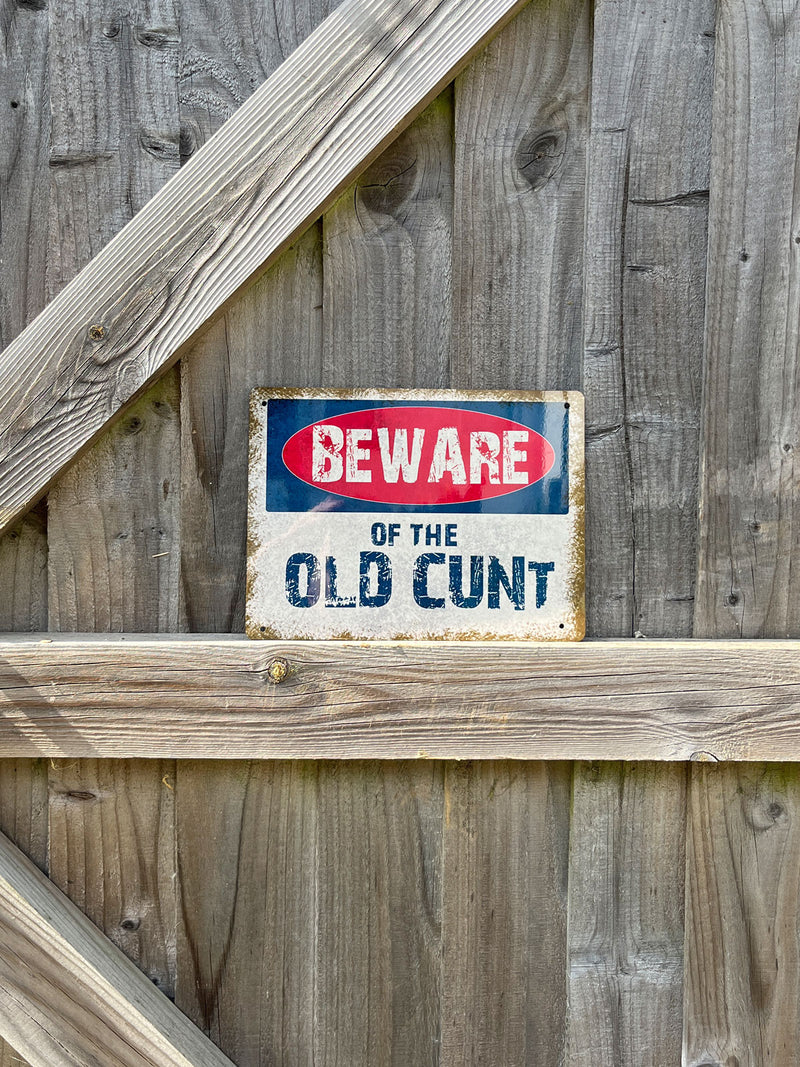 BEWARE
OF THE
OLD CUNT